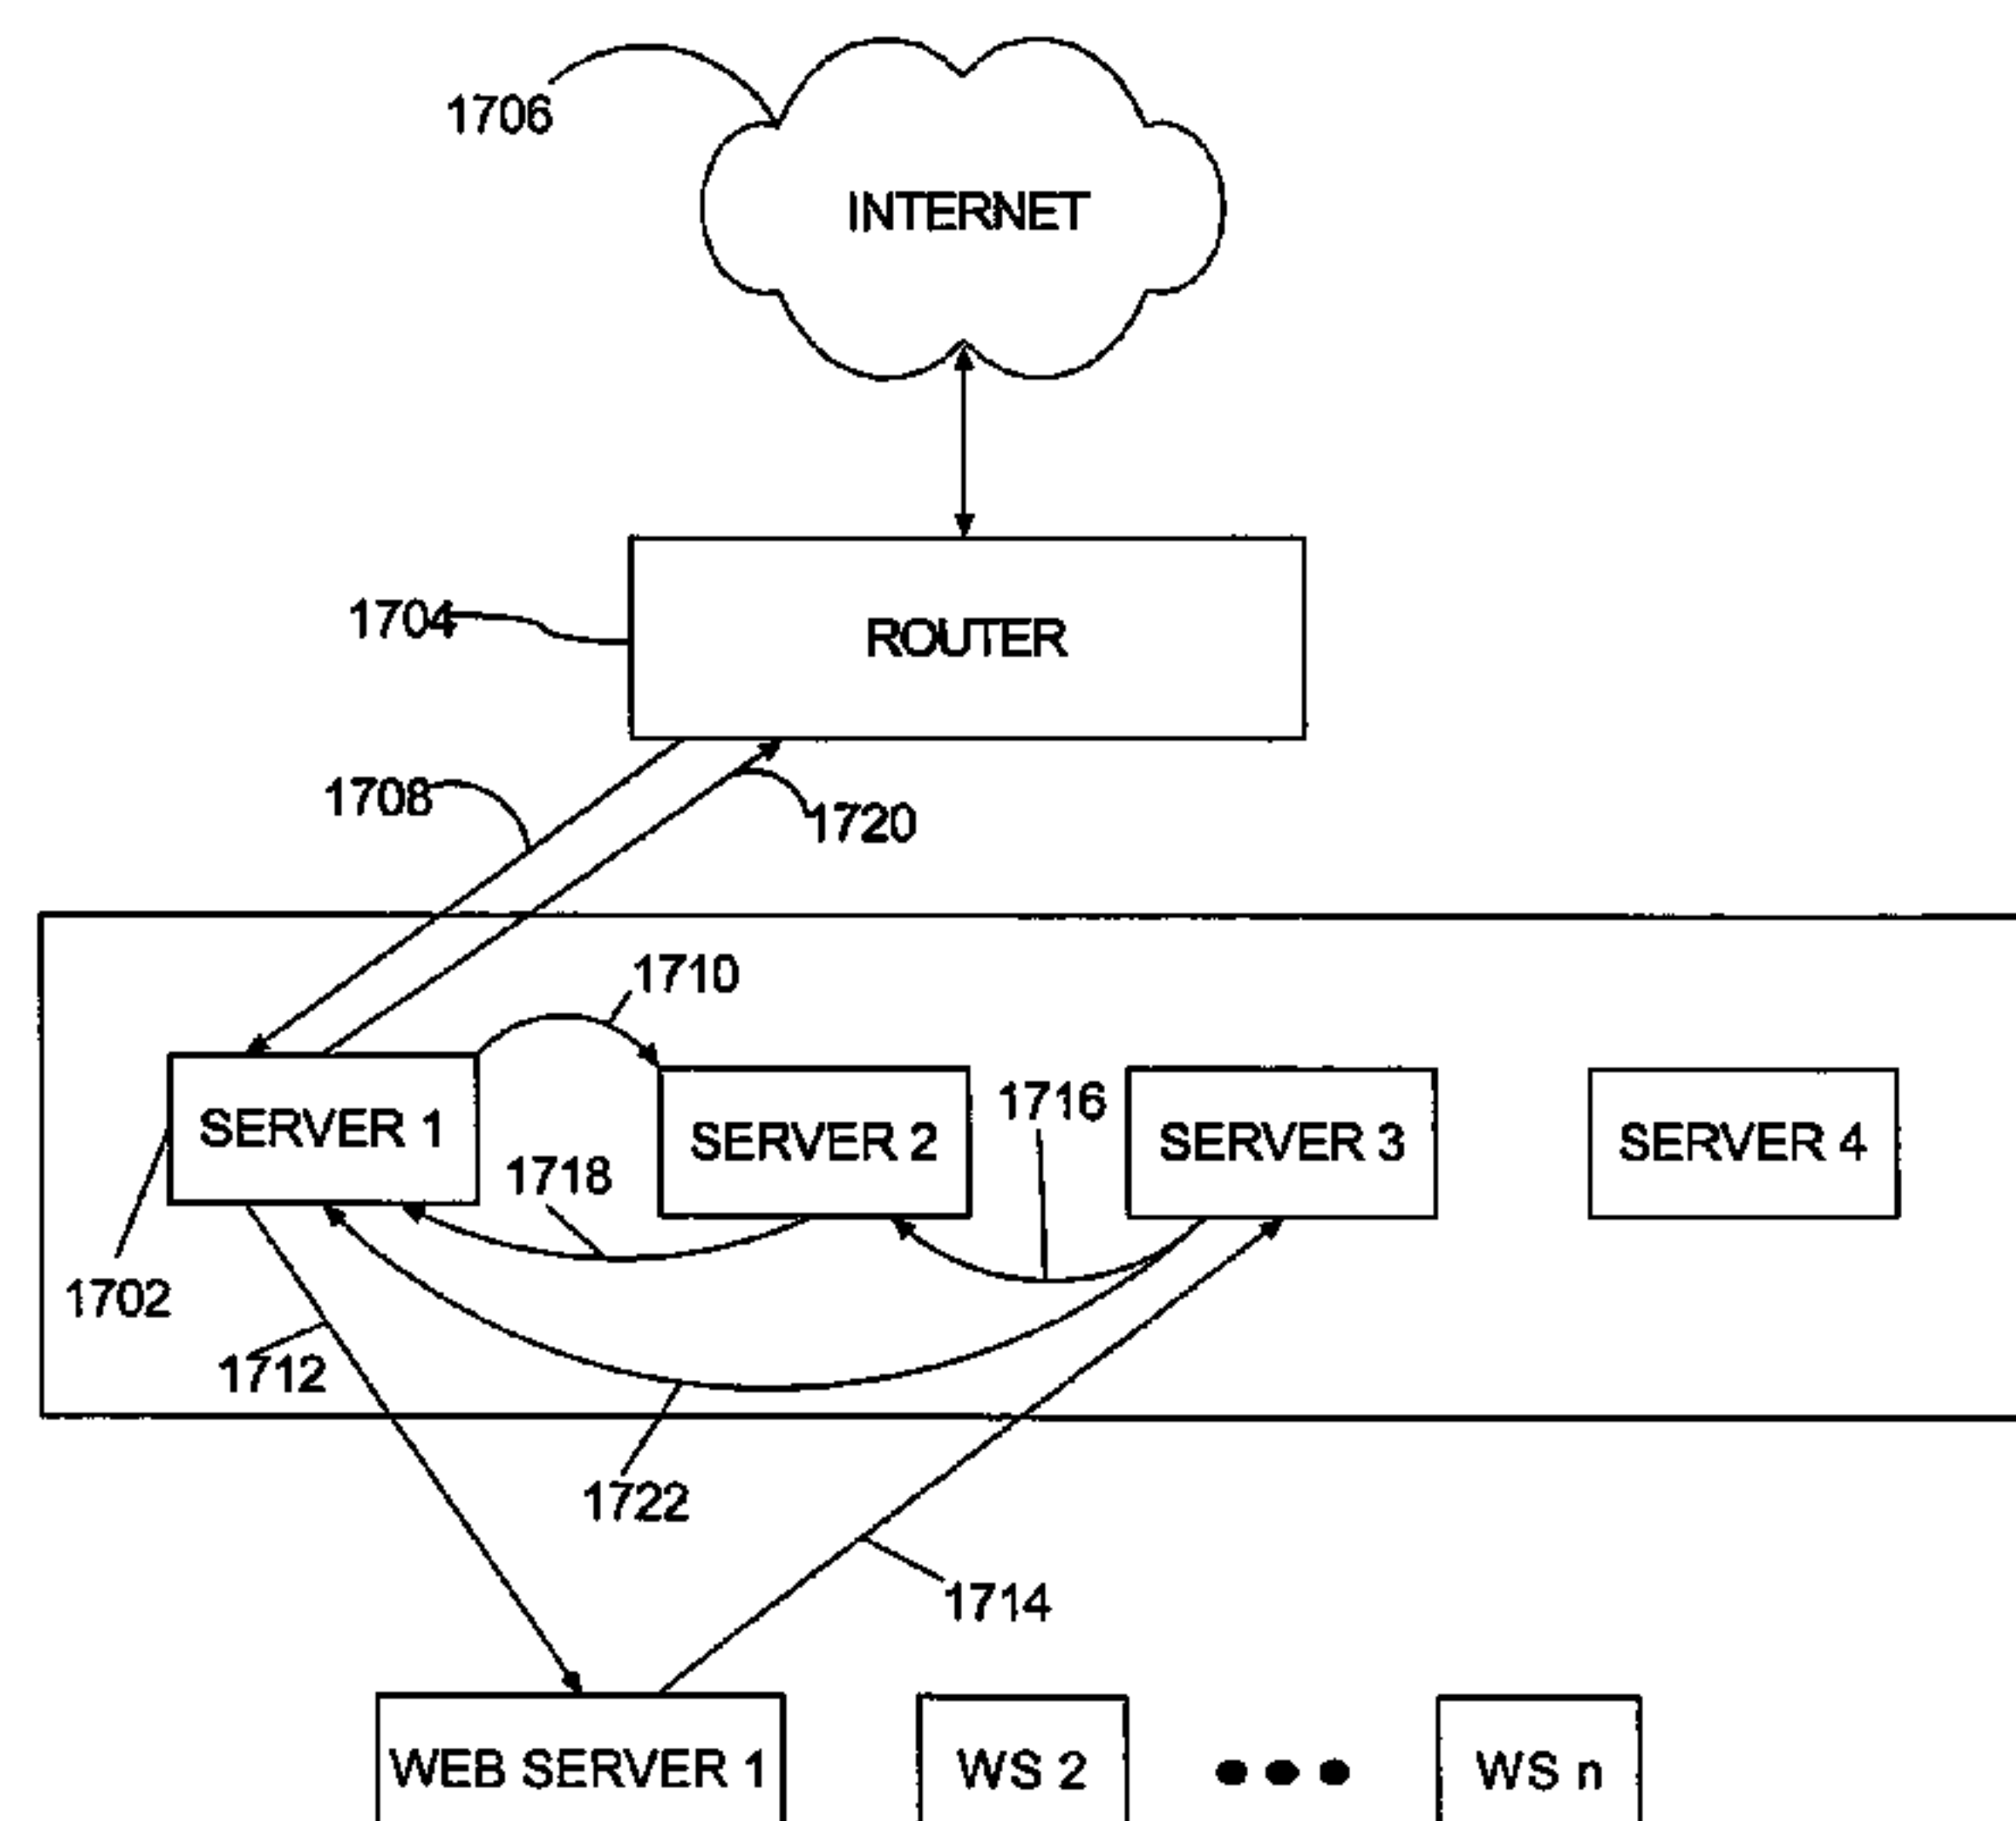 1706
INTERNET
1704
ROUTER
1708
1720
1710
1716
SERVER 1
SERVER 2
SERVER 3
SERVER 4
1718
1702
1712
1722
1714
WEB SERVER 1
WS 2
WS n